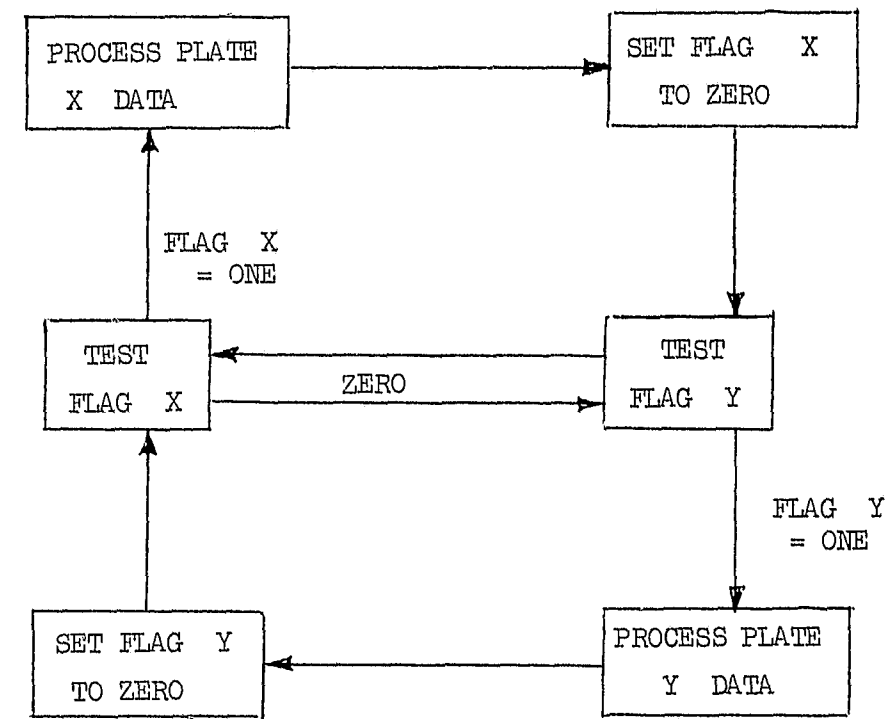 PROCESS PLATE
X DATA
SET FLAG X
TO ZERO
FLAG X
= ONE
TEST
FLAG X
ZERO
TEST
FLAG Y
FLAG Y
= ONE
SET FLAG Y
TO ZERO
PROCESS PLATE
Y DATA